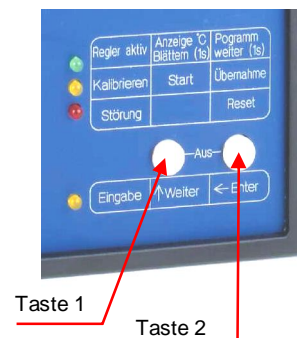 Regler aktiv
Anzeige °C
Blättern (1s)
Pogramm
weiter (1s)
Kalibrieren
Start
Übernahme
Störung
Reset
Aus
Eingabe
↑Weiter
← Enter
Taste 1
Taste 2